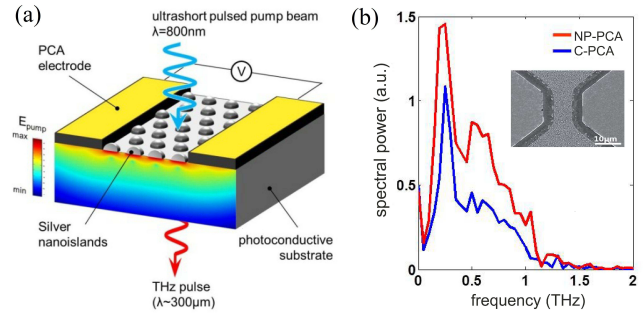 (a)
ultrashort pulsed pump beam
λ=800nm
PCA
electrode
V
E pump
max
min
Silver
nanoislands
photoconductive
substrate
THz pulse
(λ~300μm)
(b)
NP-PCA
C-PCA
10μm
spectral power (a.u.)
1.5
1
0.5
0
0
0.5
1
1.5
2
frequency (THz)